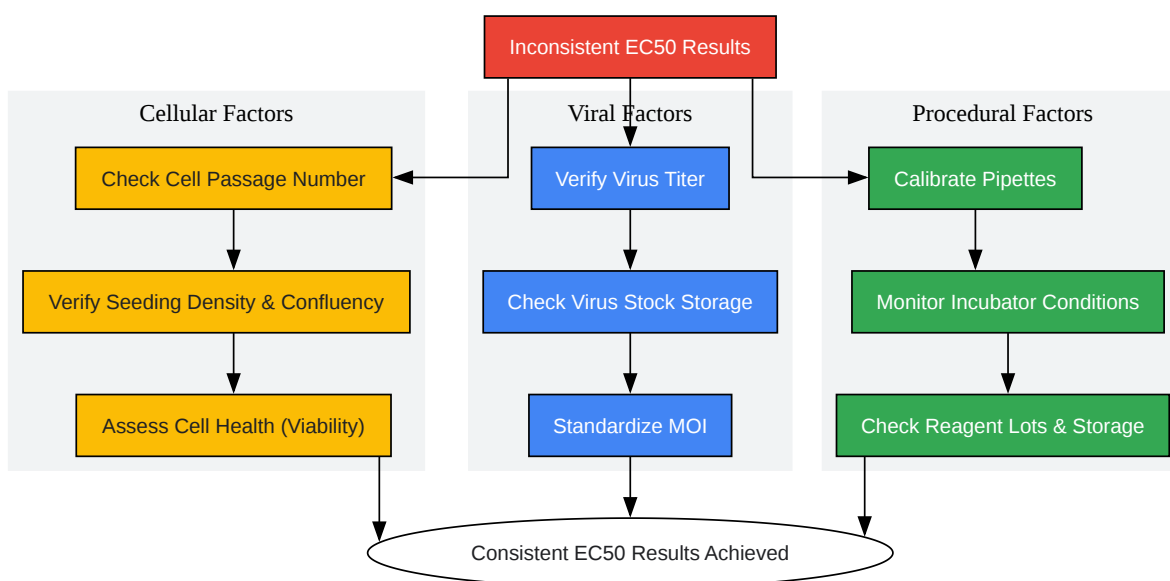 Inconsistent EC50 Results
Cellular Factors
Viral Factors
Procedural Factors
Check Cell Passage Number
Verify Virus Titer
Calibrate Pipettes
Verify Seeding Density & Confluency
Check Virus Stock Storage
Monitor Incubator Conditions
Assess Cell Health (Viability)
Standardize MOI
Check Reagent Lots & Storage
Consistent EC50 Results Achieved